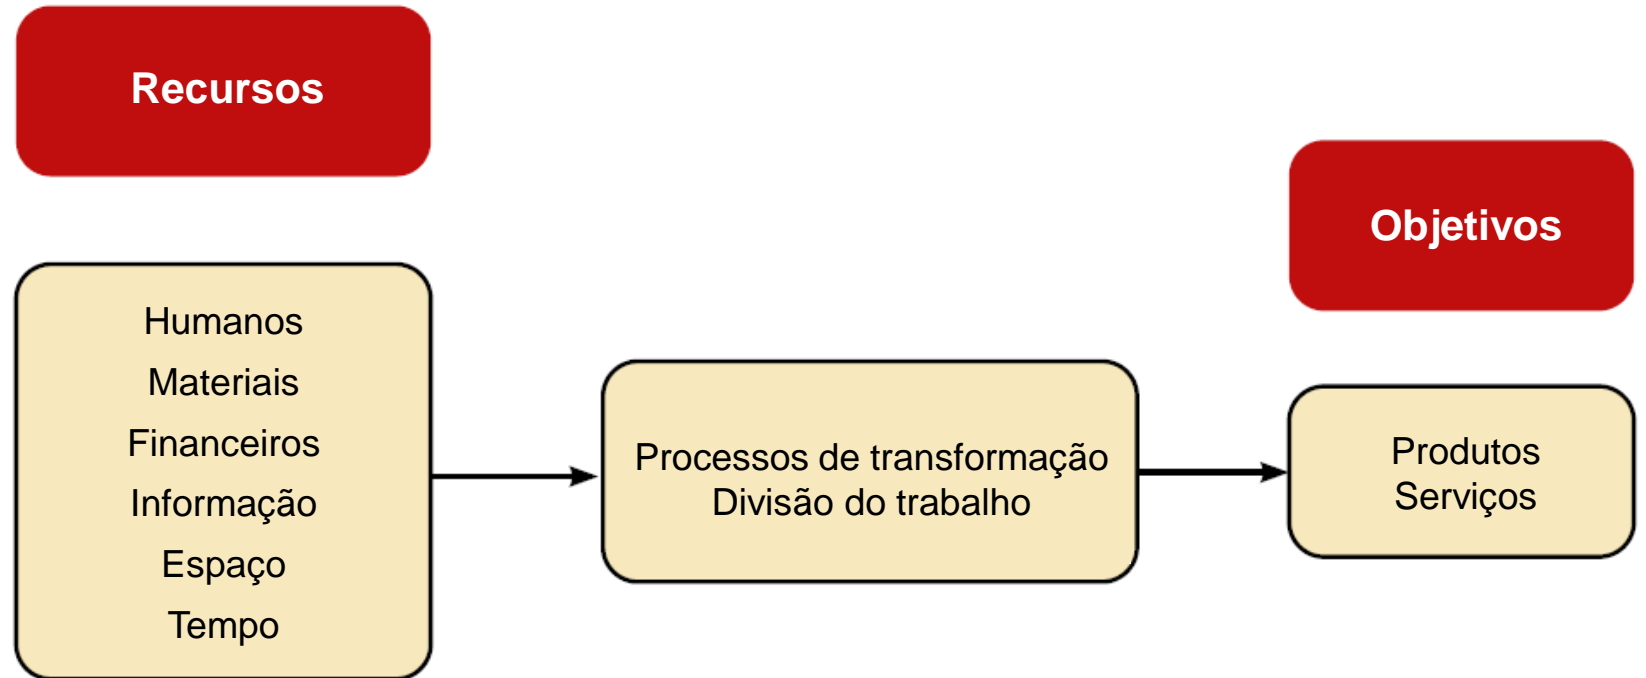 Recursos
Humanos
Materiais
Financeiros
Informação
Espaço
Tempo
Processos de transformação
Divisão do trabalho
Objetivos
Produtos
Serviços